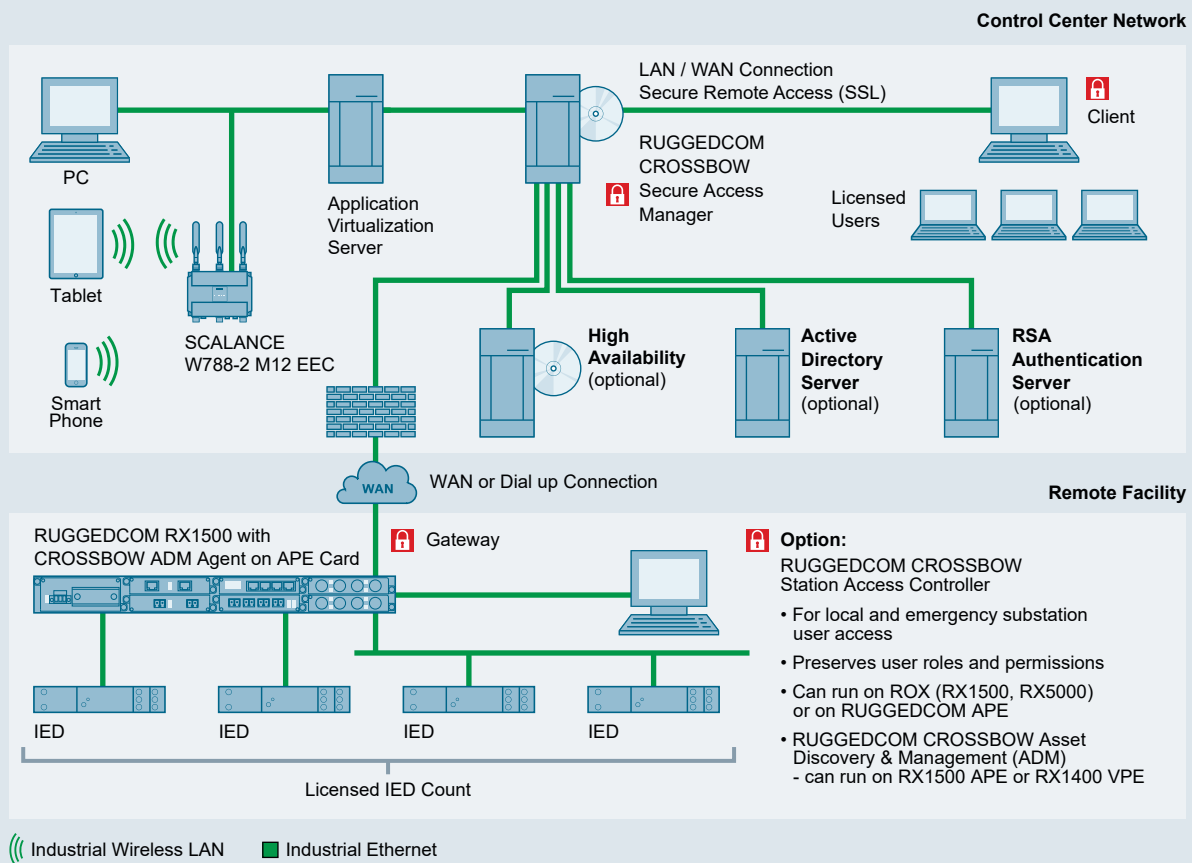 Control Center Network
LAN / WAN Connection
Secure Remote Access (SSL)
Client
PC
RUGGEDCOM
CROSSBOW
Secure Access
Manager
Application
Virtualization
Server
Licensed
Users
Tablet
SCALANCE
W788-2 M12 EEC
Smart
Phone
High
Availability
(optional)
Active
Directory
Server
(optional)
RSA
Authentication
Server
(optional)
WAN
WAN or Dial up Connection
Remote Facility
RUGGEDCOM RX1500 with
CROSSBOW ADM Agent on APE Card
Gateway
Option:
RUGGEDCOM CROSSBOW
Station Access Controller
• For local and emergency substation
user access
• Preserves user roles and permissions
• Can run on ROX (RX1500, RX5000)
or on RUGGEDCOM APE
• RUGGEDCOM CROSSBOW Asset
Discovery & Management (ADM)
- can run on RX1500 APE or RX1400 VPE
IED
IED
IED
IED
Licensed IED Count
Industrial Wireless LAN
Industrial Ethernet